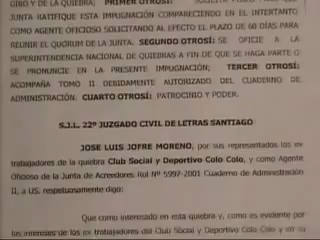 GIRO Y DE LA QUIEBRA; PRIMER OTROSÍ:
JUNTA RATIFIQUE ESTA IMPUGNACIÓN COMPARECIENDO EN EL INTERTANTO
COMO AGENTE OFICIOSO SOLICITANDO AL EFECTO EL PLAZO DE 60 DÍAS PARA
REUNIR EL QUÓRUM DE LA JUNTA. SEGUNDO OTROSÍ: SE OFICIE A LA
SUPERINTENDENCIA NACIONAL DE QUIEBRAS A FIN DE QUE SE HAGA PARTE O
SE PRONUNCIE EN LA PRESENTE IMPUGNACIÓN; TERCER OTROSÍ:
ACOMPAÑA TOMO II DEBIDAMENTE AUTORIZADO DEL CUADERNO DE
ADMINISTRACIÓN. CUARTO OTROSÍ: PATROCINIO Y PODER.
S.J.L. 22º JUZGADO CIVIL DE LETRAS SANTIAGO
JOSE LUIS JOFRE MORENO, por sus representados los ex
trabajadores de la quiebra Club Social y Deportivo Colo Colo, y como Agente
Oficioso de la Junta de Acreedores Rol Nº 5997-2001 Cuaderno de Administración
II, a US. respetuosamente digo:
Que como interesado en esta quiebra y, como es evidente por
los intereses de los ex trabajadores del Club Social y Deportivo Colo Colo y en su